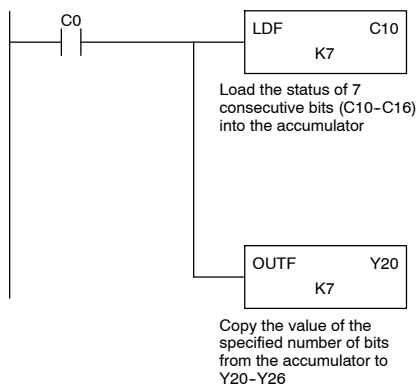 C0
LDF C10
K7
Load the status of 7
consecutive bits (C10-C16)
into the accumulator
OUTF Y20
K7
Copy the value of the
specified number of bits
from the accumulator to
Y20-Y26